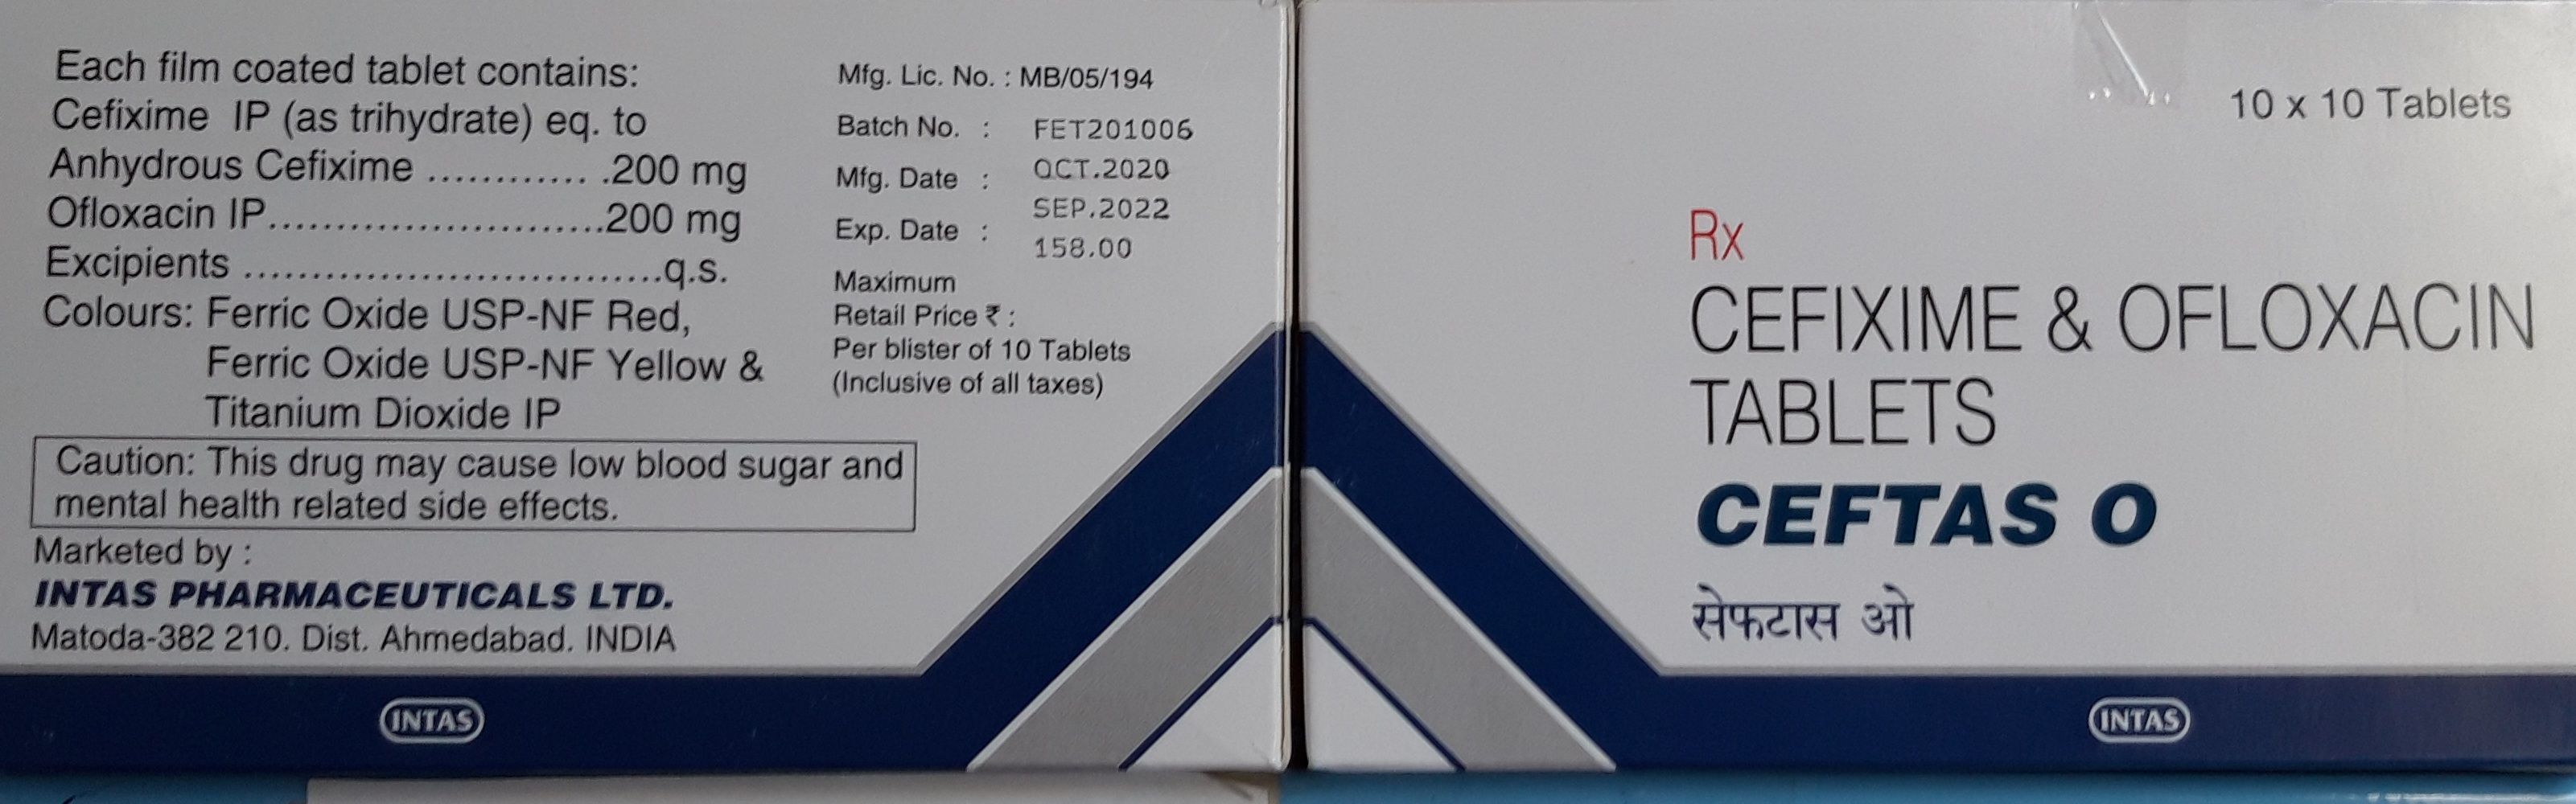 Each film coated tablet contains:
Cefixime IP (as trihydrate) eq. to
Anhydrous Cefixime ............ .200 mg
Ofloxacin IP.........................200 mg
Excipients ...............................q.s.
Colours: Ferric Oxide USP-NF Red,
Ferric Oxide USP-NF Yellow &
Titanium Dioxide IP
Caution: This drug may cause low blood sugar and
mental health related side effects.
Marketed by :
INTAS PHARMACEUTICALS LTD.
Matoda-382 210. Dist. Ahmedabad. INDIA
INTAS
Mfg. Lic. No. : MB/05/194
Batch No. : FET201006
Mfg. Date : OCT.2020
Exp. Date : SEP.2022
158.00
Maximum
Retail Price ₹ :
Per blister of 10 Tablets
(Inclusive of all taxes)
10 x 10 Tablets
Rx
CEFIXIME & OFLOXACIN
TABLETS
CEFTAS O
सेफटास ओ
INTAS